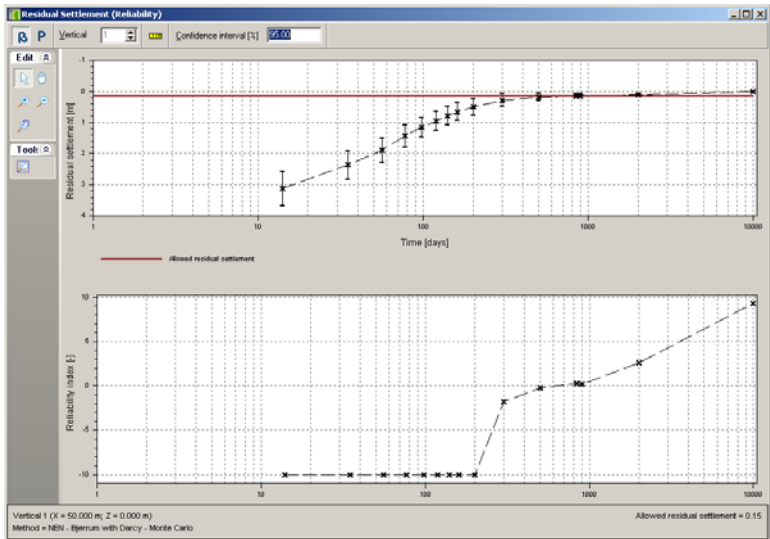 Residual Settlement (Reliability)
β P Vertical 1 Confidence interval [%] 95.00
Edit
Tools
-1
0
1
2
3
4
Residual settlement [m]
1 10 100 1000 10000
Time [days]
Allowed residual settlement
10
5
0
-5
-10
Reliability index [-]
1 10 100 1000 10000
Vertical 1 (X = 50.000 m; Z = 0.000 m)
Method = NEN - Bjerrum with Darcy - Monte Carlo
Allowed residual settlement = 0.15